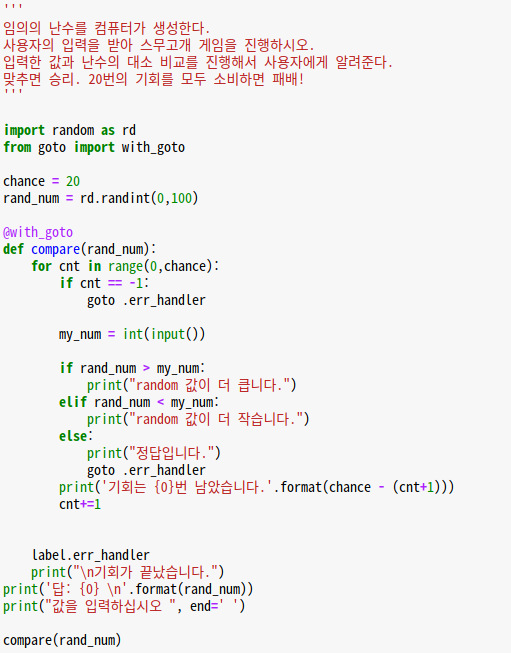 '''
임의의 난수를 컴퓨터가 생성한다.
사용자의 입력을 받아 스무고개 게임을 진행하시오.
입력한 값과 난수의 대소 비교를 진행해서 사용자에게 알려준다.
맞추면 승리. 20번의 기회를 모두 소비하면 패배!
'''

import random as rd
from goto import with_goto

chance = 20
rand_num = rd.randint(0,100)

@with_goto
def compare(rand_num):
    for cnt in range(0,chance):
        if cnt == -1:
            goto .err_handler

        my_num = int(input())

        if rand_num > my_num:
            print("random 값이 더 큽니다.")
        elif rand_num < my_num:
            print("random 값이 더 작습니다.")
        else:
            print("정답입니다.")
            goto .err_handler
        print('기회는 {0}번 남았습니다.'.format(chance - (cnt+1)))
        cnt+=1


    label.err_handler
    print("\n기회가 끝났습니다.")
print('답: {0} \n'.format(rand_num))
print("값을 입력하십시오 ", end=' ')

compare(rand_num)